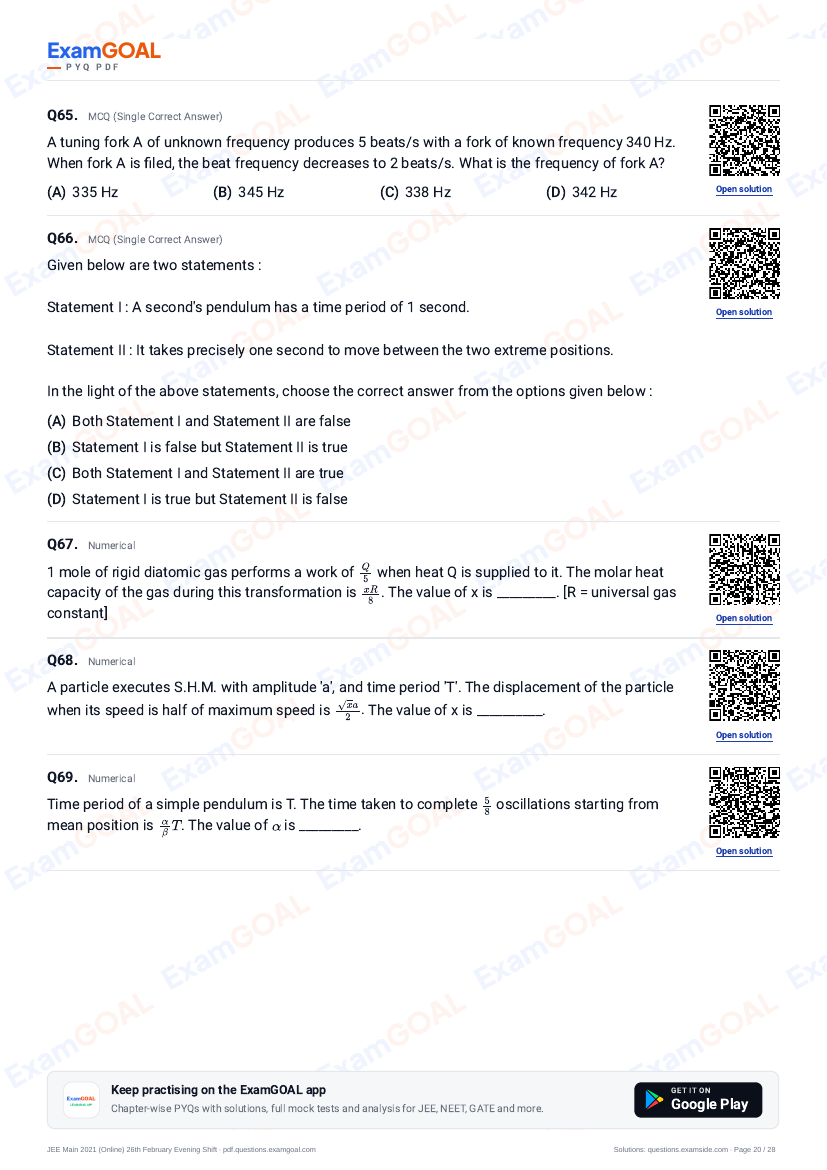 ExamGOAL
PYQ PDF
Q65. MCQ (Single Correct Answer)
A tuning fork A of unknown frequency produces 5 beats/s with a fork of known frequency 340 Hz.
When fork A is filed, the beat frequency decreases to 2 beats/s. What is the frequency of fork A?
(A) 335 Hz (B) 345 Hz (C) 338 Hz (D) 342 Hz
Open solution
Q66. MCQ (Single Correct Answer)
Given below are two statements :
Statement I : A second's pendulum has a time period of 1 second.
Statement II : It takes precisely one second to move between the two extreme positions.
In the light of the above statements, choose the correct answer from the options given below :
(A) Both Statement I and Statement II are false
(B) Statement I is false but Statement II is true
(C) Both Statement I and Statement II are true
(D) Statement I is true but Statement II is false
Open solution
Q67. Numerical
1 mole of rigid diatomic gas performs a work of $\frac{Q}{5}$ when heat Q is supplied to it. The molar heat
capacity of the gas during this transformation is $\frac{xR}{8}$. The value of x is _________. [R = universal gas
constant]
Open solution
Q68. Numerical
A particle executes S.H.M. with amplitude 'a', and time period 'T'. The displacement of the particle
when its speed is half of maximum speed is $\frac{\sqrt{x}a}{2}$. The value of x is __________.
Open solution
Q69. Numerical
Time period of a simple pendulum is T. The time taken to complete $\frac{5}{8}$ oscillations starting from
mean position is $\frac{\alpha}{\beta}T$. The value of $\alpha$ is _________.
Open solution
ExamGOAL
Keep practising on the ExamGOAL app
Chapter-wise PYQs with solutions, full mock tests and analysis for JEE, NEET, GATE and more.
GET IT ON
Google Play
JEE Main 2021 (Online) 26th February Evening Shift · pdf.questions.examgoal.com
Solutions: questions.examside.com · Page 20 / 28